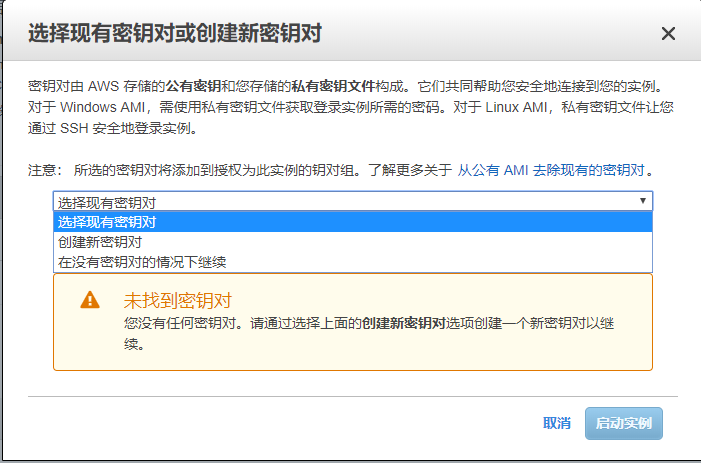 选择现有密钥对或创建新密钥对
密钥对由 AWS 存储的公有密钥和您存储的私有密钥文件构成。它们共同帮助您安全地连接到您的实例。
对于 Windows AMI，需使用私有密钥文件获取登录实例所需的密码。对于 Linux AMI，私有密钥文件让您
通过 SSH 安全地登录实例。
注意： 所选的密钥对将添加到授权为此实例的钥对组。了解更多关于 从公有 AMI 去除现有的密钥对。
选择现有密钥对
选择现有密钥对
创建新密钥对
在没有密钥对的情况下继续
未找到密钥对
您没有任何密钥对。请通过选择上面的创建新密钥对选项创建一个新密钥对以继
续。
取消 启动实例